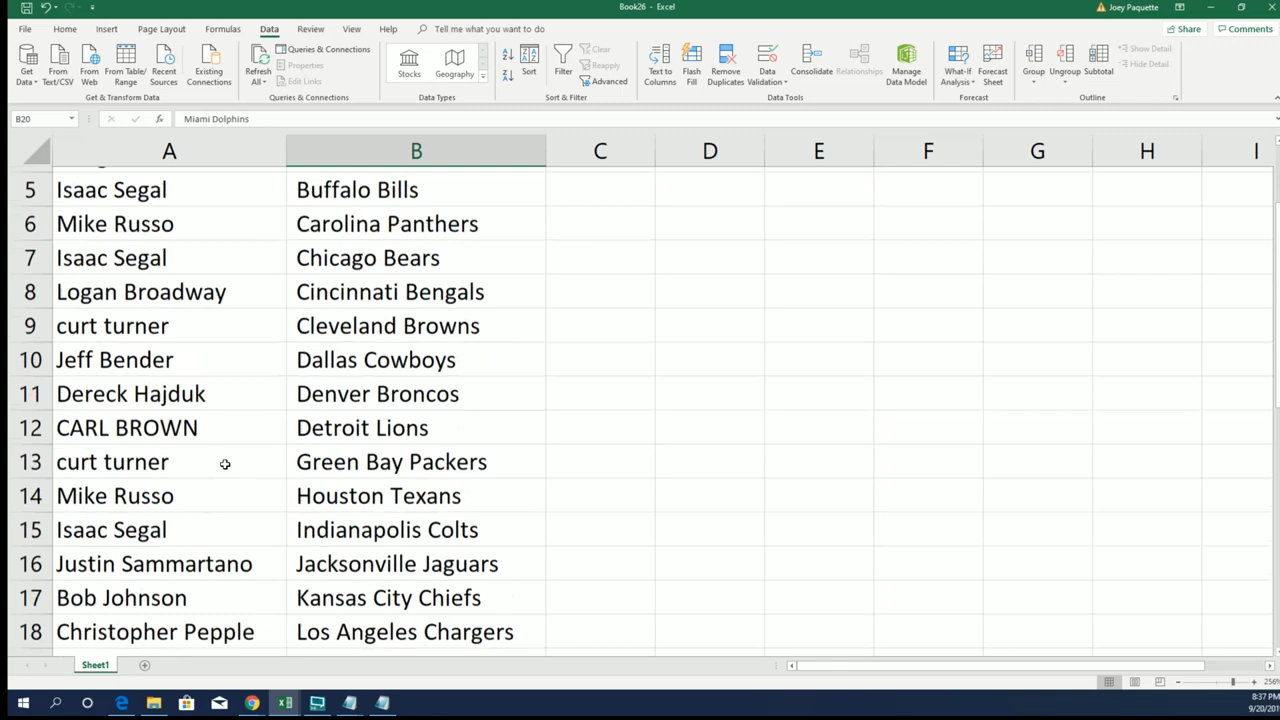 Book26 - Excel
Joey Paquette
File Home Insert Page Layout Formulas Data Review View Help Tell me what you want to do Share Comments
Get Data From Text/CSV From Web From Table/Range Recent Sources Existing Connections
Refresh All Queries & Connections Properties Edit Links
Stocks Geography
Sort Filter Clear Reapply Advanced
Text to Columns Flash Fill Remove Duplicates Data Validation Consolidate Relationships Manage Data Model
What-If Analysis Forecast Sheet
Group Ungroup Subtotal Show Detail Hide Detail
Get & Transform Data Queries & Connections Data Types Sort & Filter Data Tools Forecast Outline
B20 fx Miami Dolphins
A B C D E F G H I
5 Isaac Segal Buffalo Bills
6 Mike Russo Carolina Panthers
7 Isaac Segal Chicago Bears
8 Logan Broadway Cincinnati Bengals
9 curt turner Cleveland Browns
10 Jeff Bender Dallas Cowboys
11 Dereck Hajduk Denver Broncos
12 CARL BROWN Detroit Lions
13 curt turner Green Bay Packers
14 Mike Russo Houston Texans
15 Isaac Segal Indianapolis Colts
16 Justin Sammartano Jacksonville Jaguars
17 Bob Johnson Kansas City Chiefs
18 Christopher Pepple Los Angeles Chargers
Sheet1
256%
8:37 PM